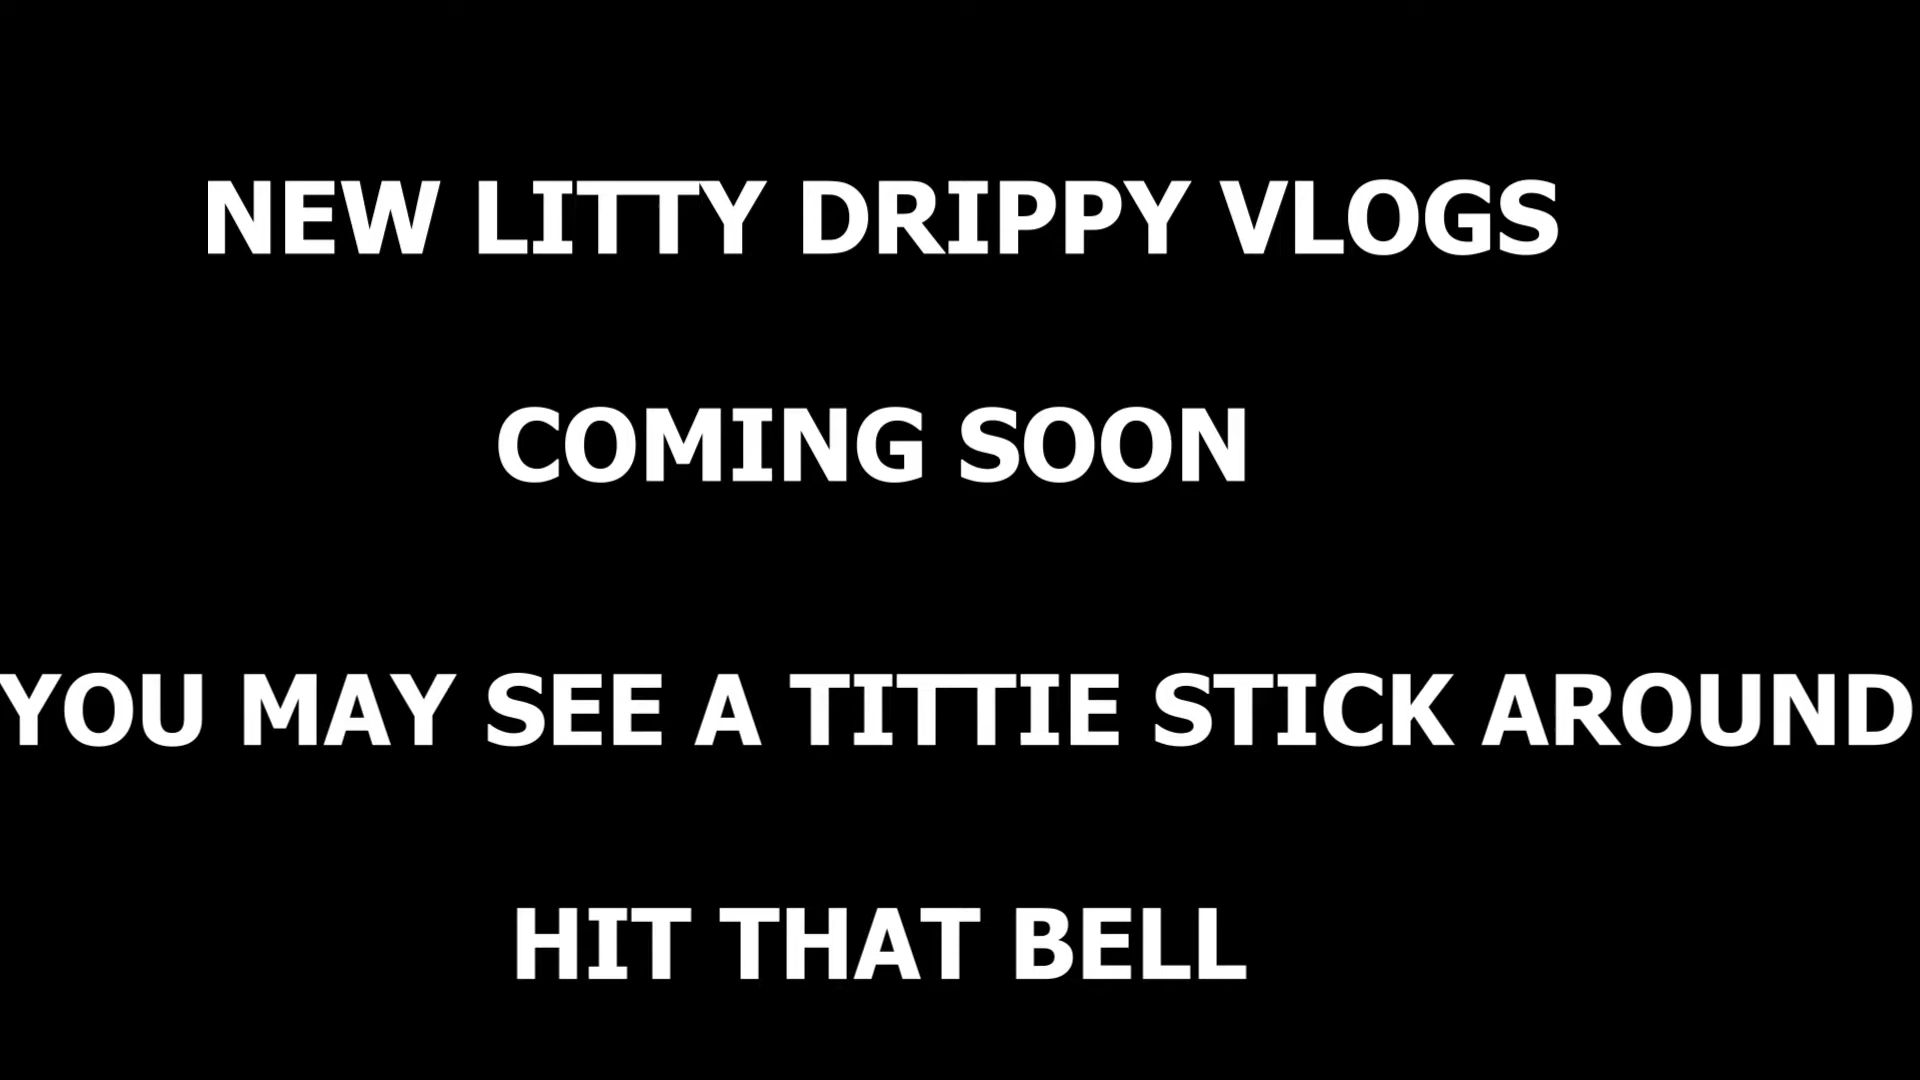 NEW LITTY DRIPPY VLOGS
COMING SOON
YOU MAY SEE A TITTIE STICK AROUND
HIT THAT BELL